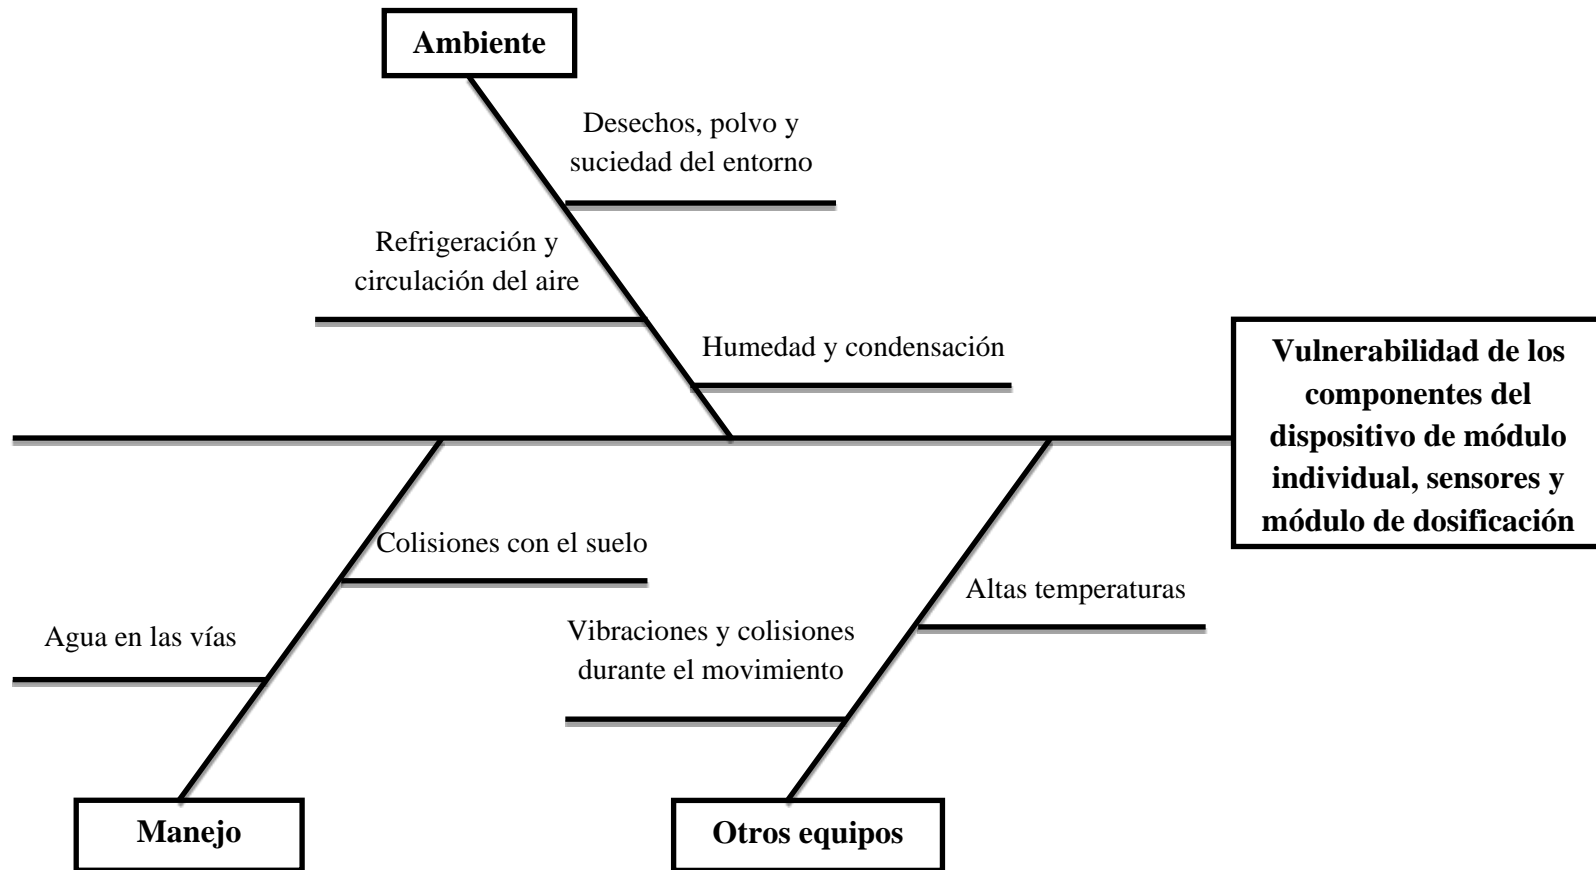 Ambiente
Desechos, polvo y
suciedad del entorno
Refrigeración y
circulación del aire
Humedad y condensación
Vulnerabilidad de los
componentes del
dispositivo de módulo
individual, sensores y
módulo de dosificación
Colisiones con el suelo
Agua en las vías
Altas temperaturas
Vibraciones y colisiones
durante el movimiento
Manejo
Otros equipos